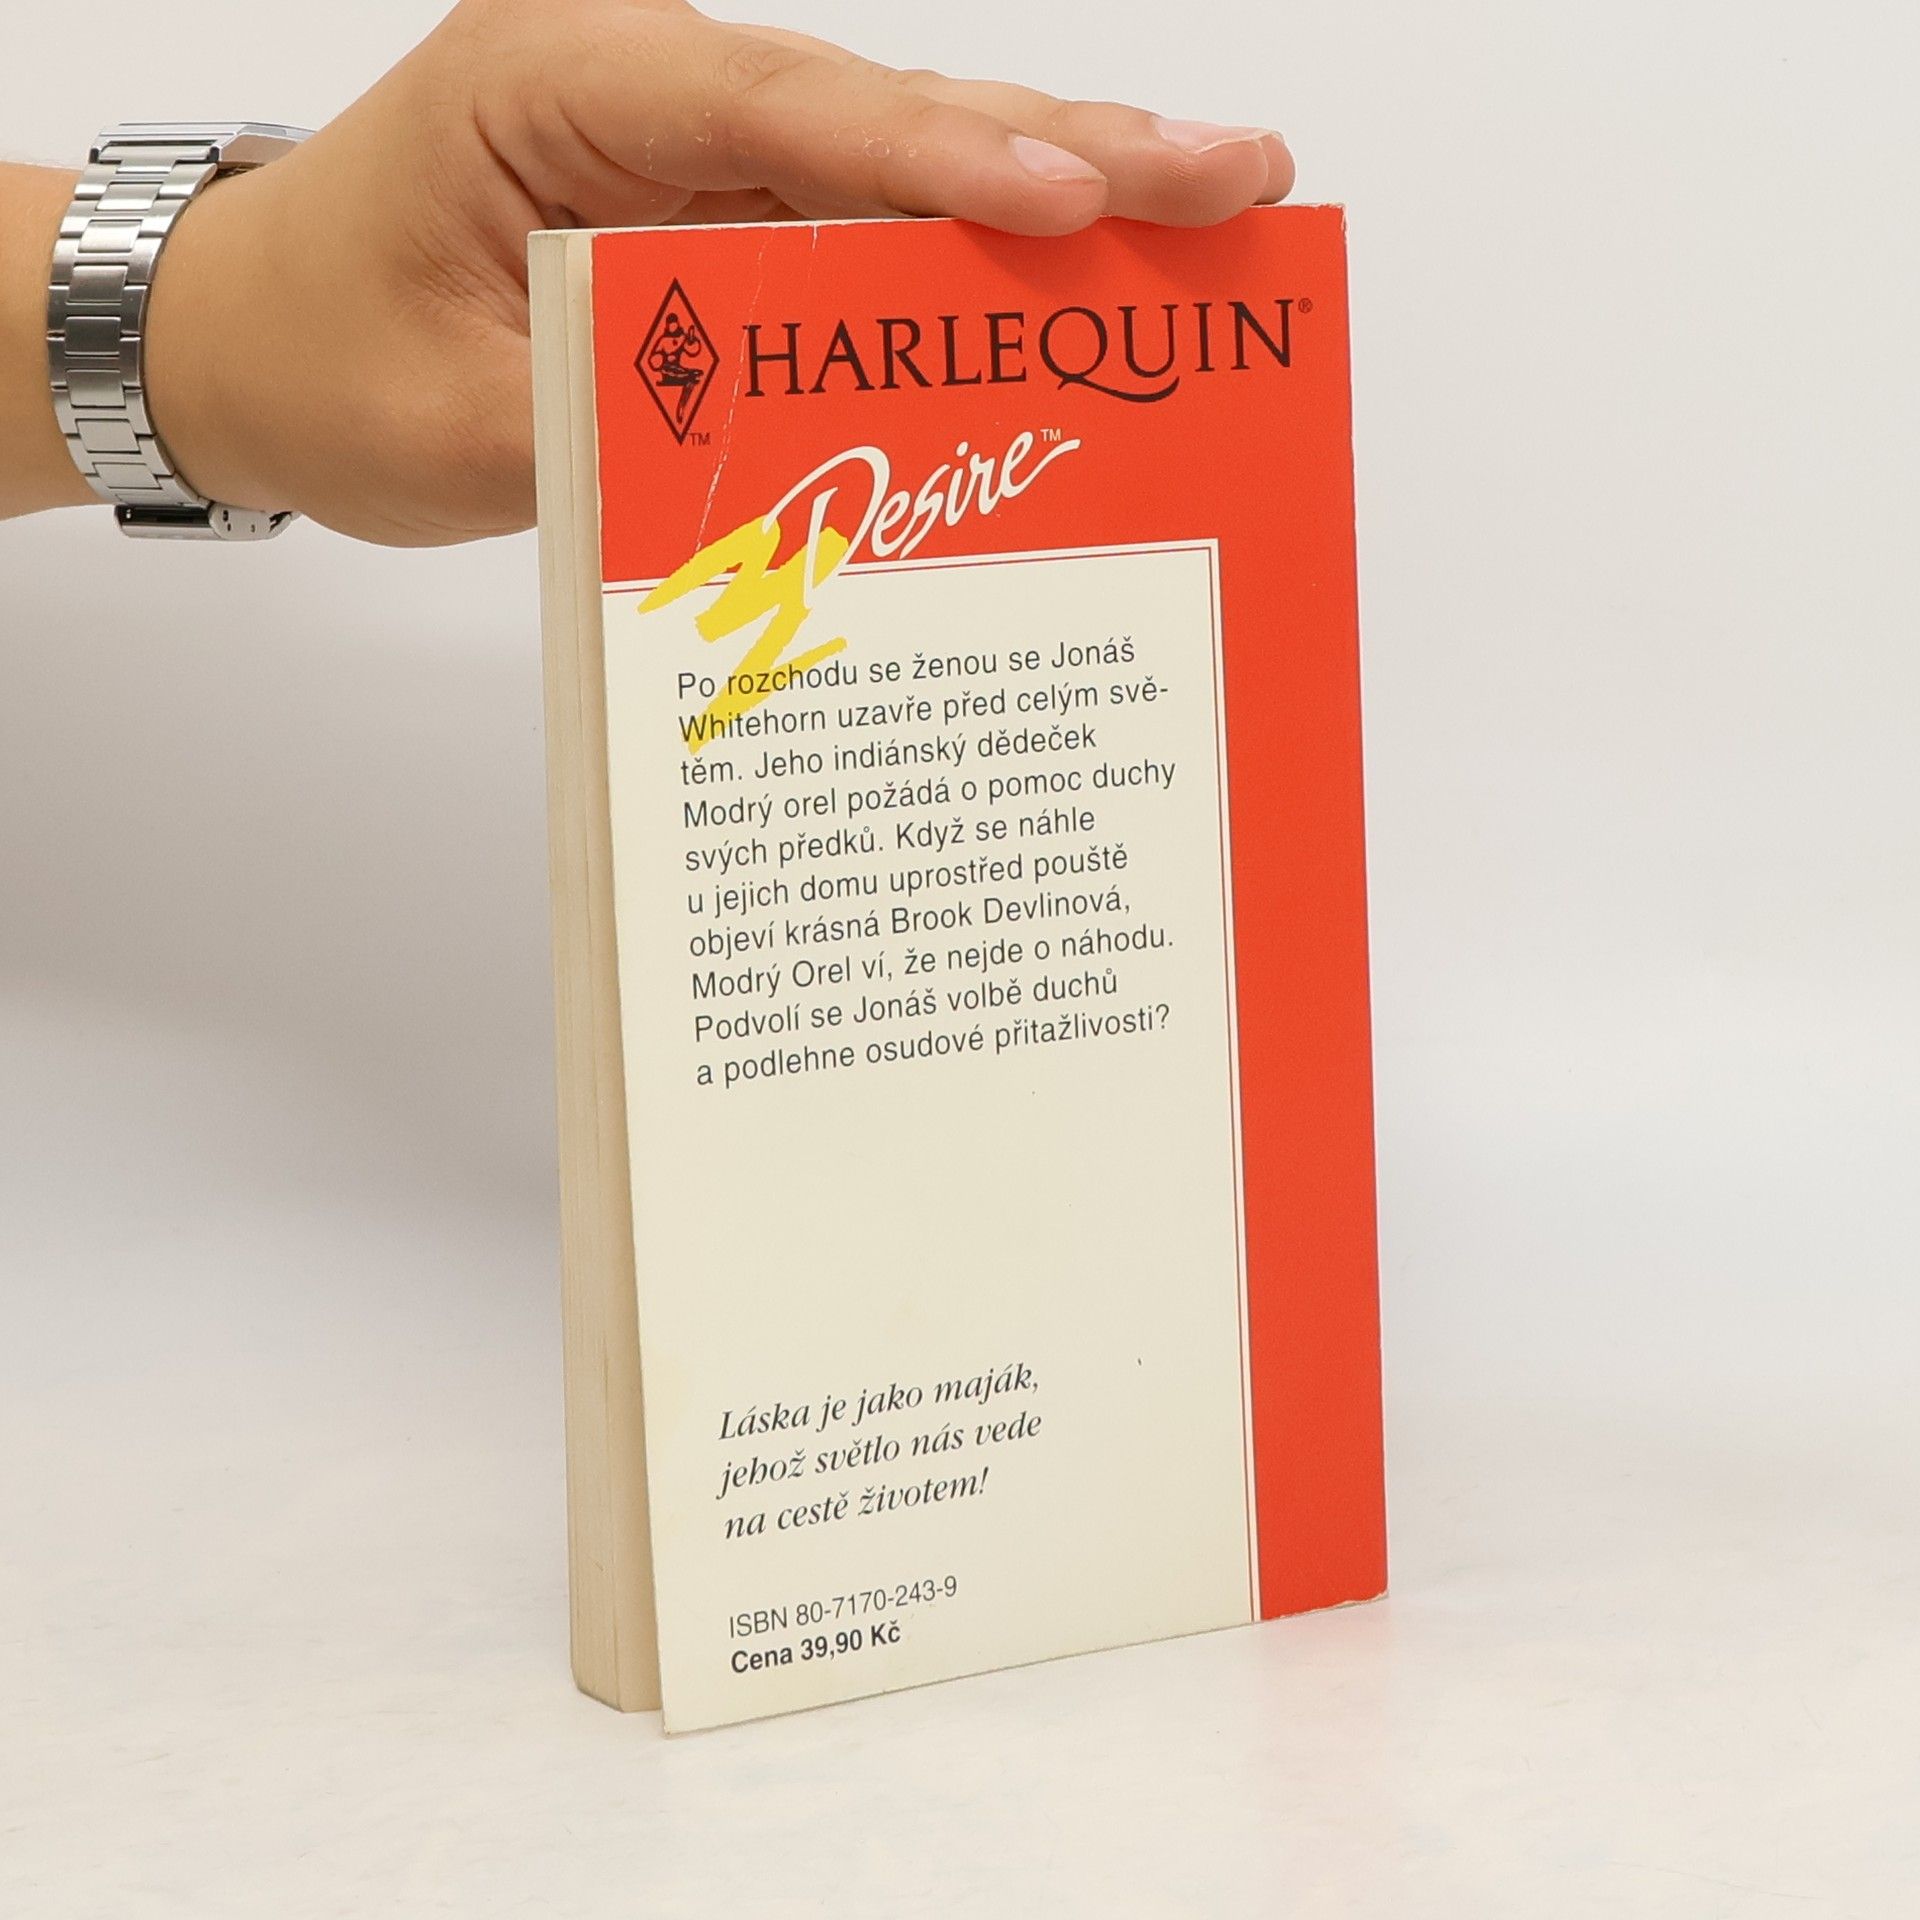 HARLEQUIN®
TM
Desire™
Po rozchodu se ženou se Jonáš
Whitehorn uzavře před celým svě-
těm. Jeho indiánský dědeček
Modrý orel požádá o pomoc duchy
svých předků. Když se náhle
u jejich domu uprostřed pouště
objeví krásná Brook Devlinová,
Modrý Orel ví, že nejde o náhodu.
Podvolí se Jonáš volbě duchů
a podlehne osudové přitažlivosti?
Láska je jako maják,
jehož světlo nás vede
na cestě životem!
ISBN 80-7170-243-9
Cena 39,90 Kč